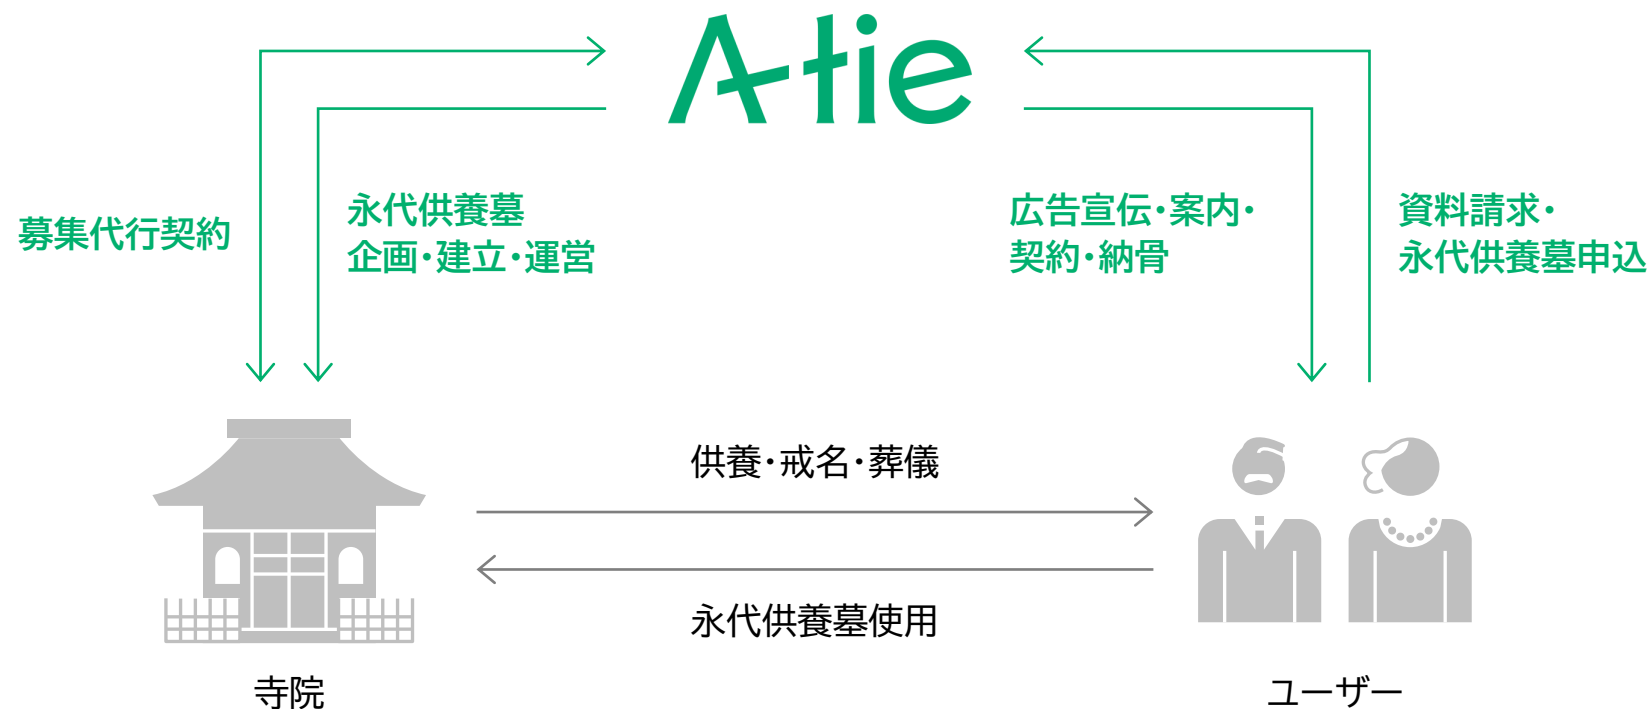 A-tie
募集代行契約
永代供養墓
企画・建立・運営
広告宣伝・案内・
契約・納骨
資料請求・
永代供養墓申込
供養・戒名・葬儀
永代供養墓使用
寺院
ユーザー